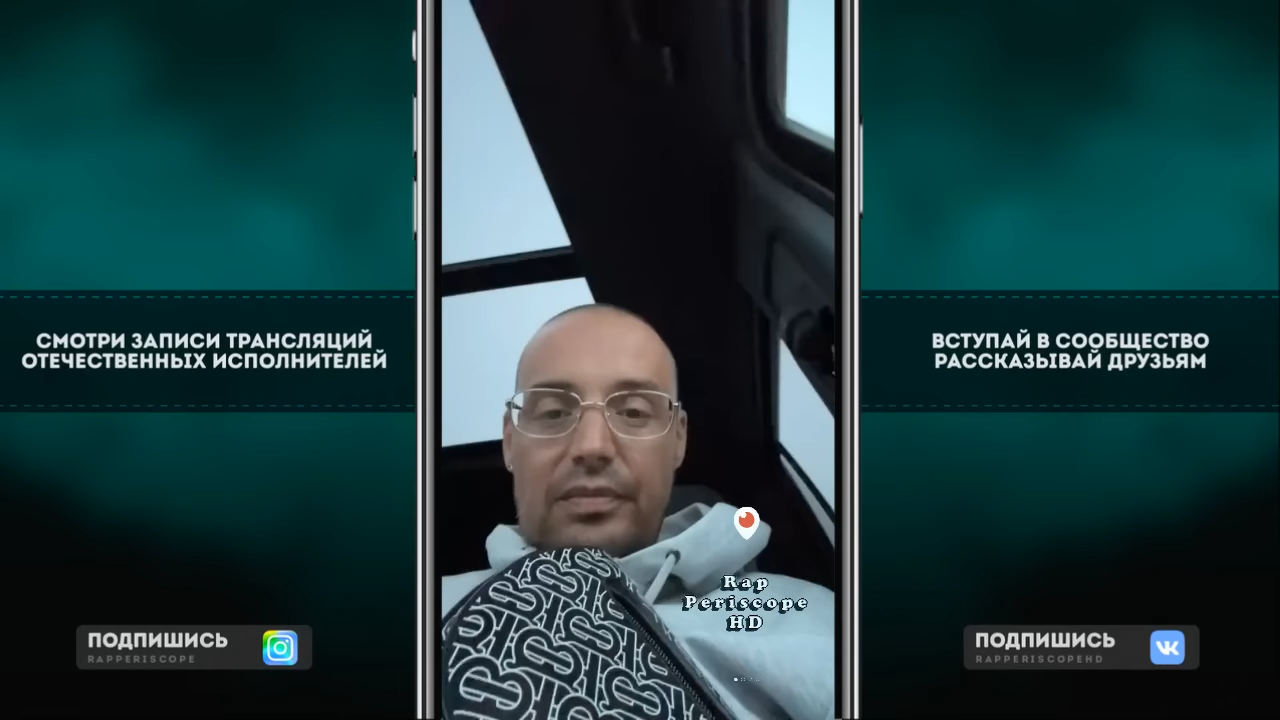 СМОТРИ ЗАПИСИ ТРАНСЛЯЦИЙ
ОТЕЧЕСТВЕННЫХ ИСПОЛНИТЕЛЕЙ
ВСТУПАЙ В СООБЩЕСТВО
РАССКАЗЫВАЙ ДРУЗЬЯМ
Rap
Periscope
HD
ПОДПИШИСЬ
RAPPERISCOPE
ПОДПИШИСЬ
RAPPERISCOPEHD